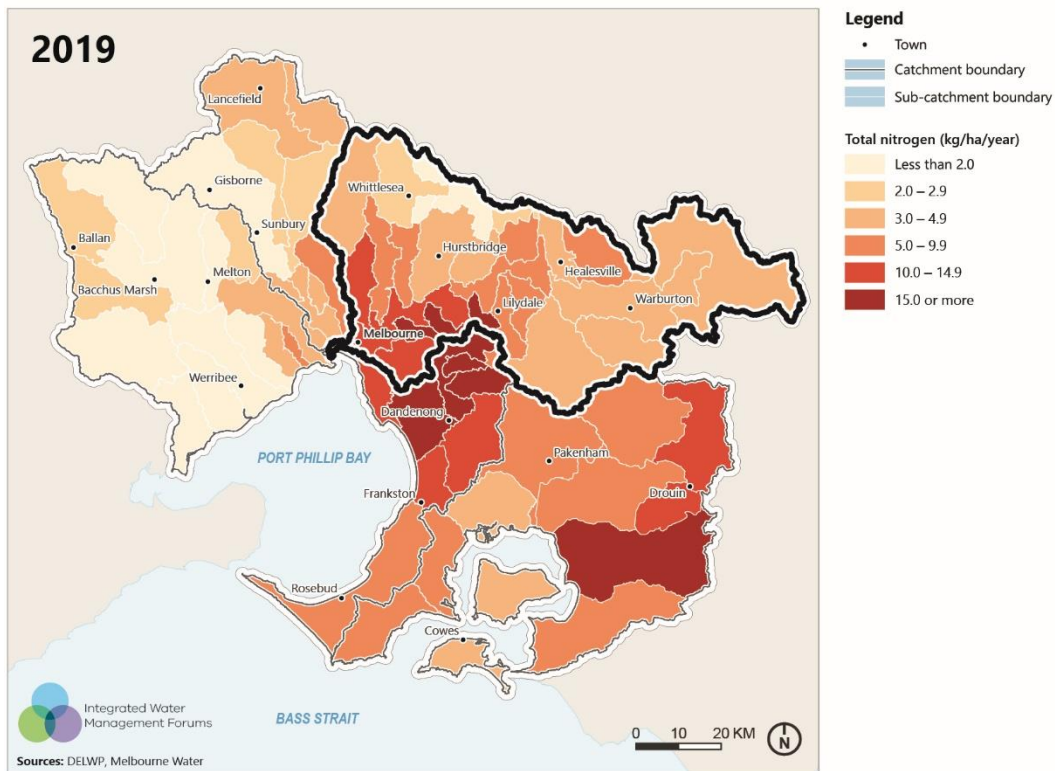 2019
Legend
Town
Catchment boundary
Sub-catchment boundary
Total nitrogen (kg/ha/year)
Less than 2.0
2.0 – 2.9
3.0 – 4.9
5.0 – 9.9
10.0 – 14.9
15.0 or more
Lancefield
Whittlesea
Gisborne
Sunbury
Hurstbridge
Ballan
Healesville
Melton
Bacchus Marsh
Lilydale
Warburton
Melbourne
Werribee
Dandenong
PORT PHILLIP BAY
Pakenham
Drouin
Frankston
Rosebud
Cowes
Integrated Water
Management Forums
BASS STRAIT
0 10 20 KM
N
Sources: DELWP, Melbourne Water